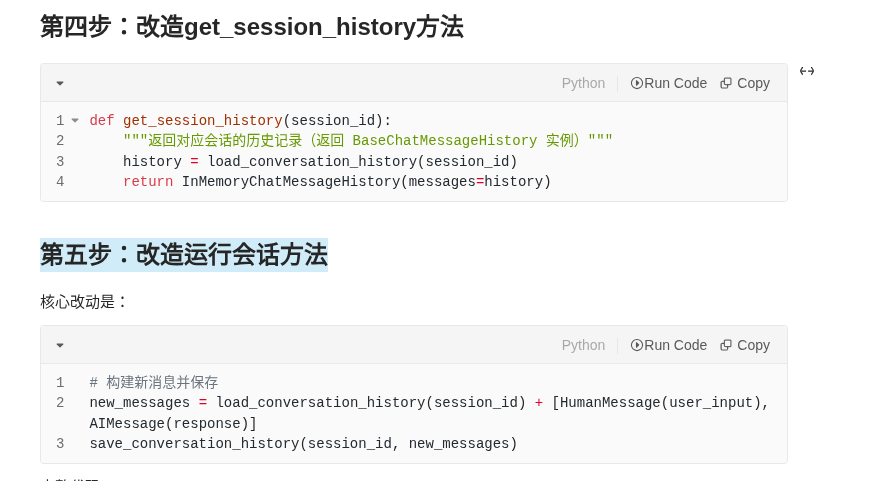 第四步：改造get_session_history方法
Python Run Code Copy
1 def get_session_history(session_id):
2 """返回对应会话的历史记录（返回 BaseChatMessageHistory 实例）"""
3 history = load_conversation_history(session_id)
4 return InMemoryChatMessageHistory(messages=history)
第五步：改造运行会话方法
核心改动是：
Python Run Code Copy
1 # 构建新消息并保存
2 new_messages = load_conversation_history(session_id) + [HumanMessage(user_input),
AIMessage(response)]
3 save_conversation_history(session_id, new_messages)